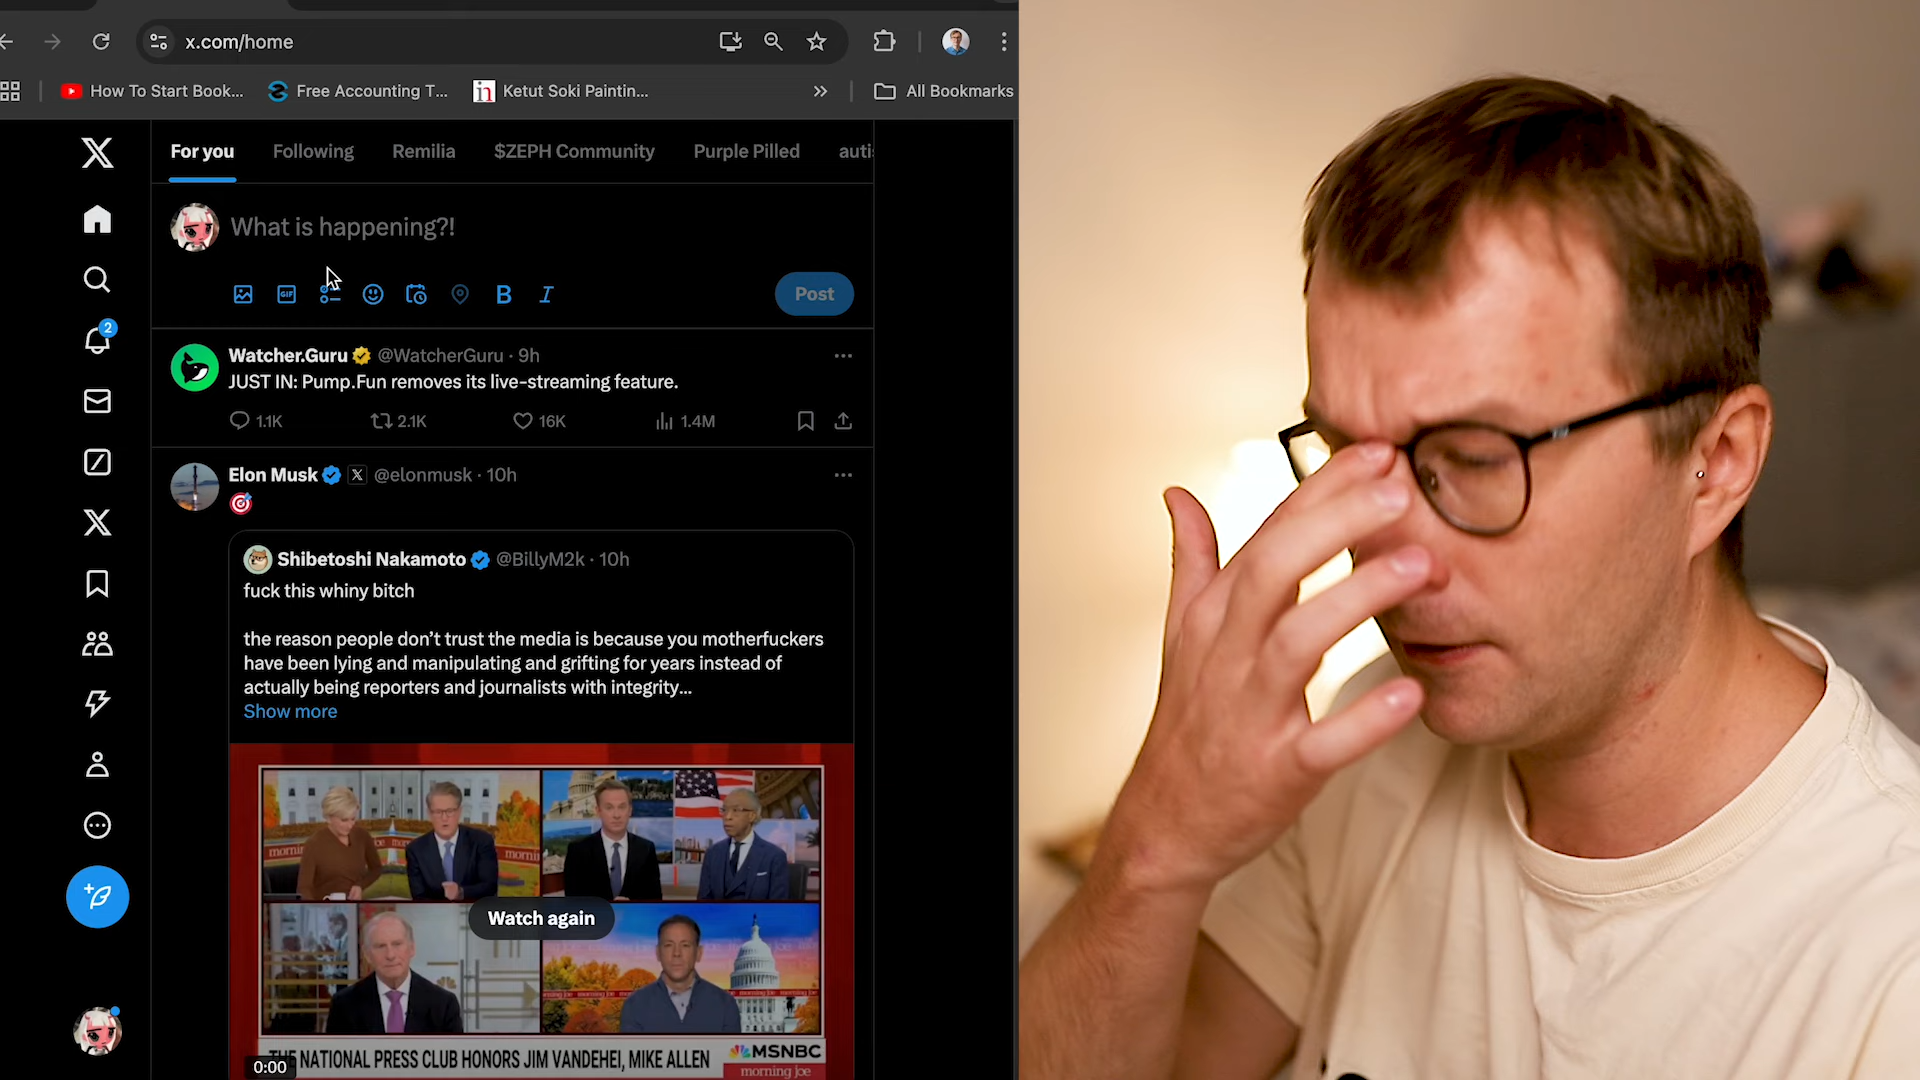 x.com/home
How To Start Book...
Free Accounting T...
in
Ketut Soki Paintin...
All Bookmarks
For you
Following
Remilia
$ZEPH Community
Purple Pilled
auti
What is happening?!
GIF
B
I
Post
2
Watcher.Guru @WatcherGuru · 9h
JUST IN: Pump.Fun removes its live-streaming feature.
1.1K
2.1K
16K
1.4M
Elon Musk X @elonmusk · 10h
Shibetoshi Nakamoto @BillyM2k · 10h
fuck this whiny bitch
the reason people don’t trust the media is because you motherfuckers
have been lying and manipulating and grifting for years instead of
actually being reporters and journalists with integrity...
Show more
Watch again
THE NATIONAL PRESS CLUB HONORS JIM VANDEHEI, MIKE ALLEN
MSNBC
morning joe
0:00